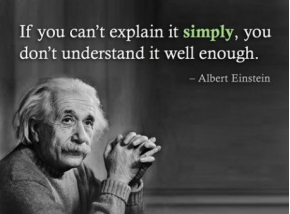 If you can't explain it simply, you
don't understand it well enough.
– Albert Einstein